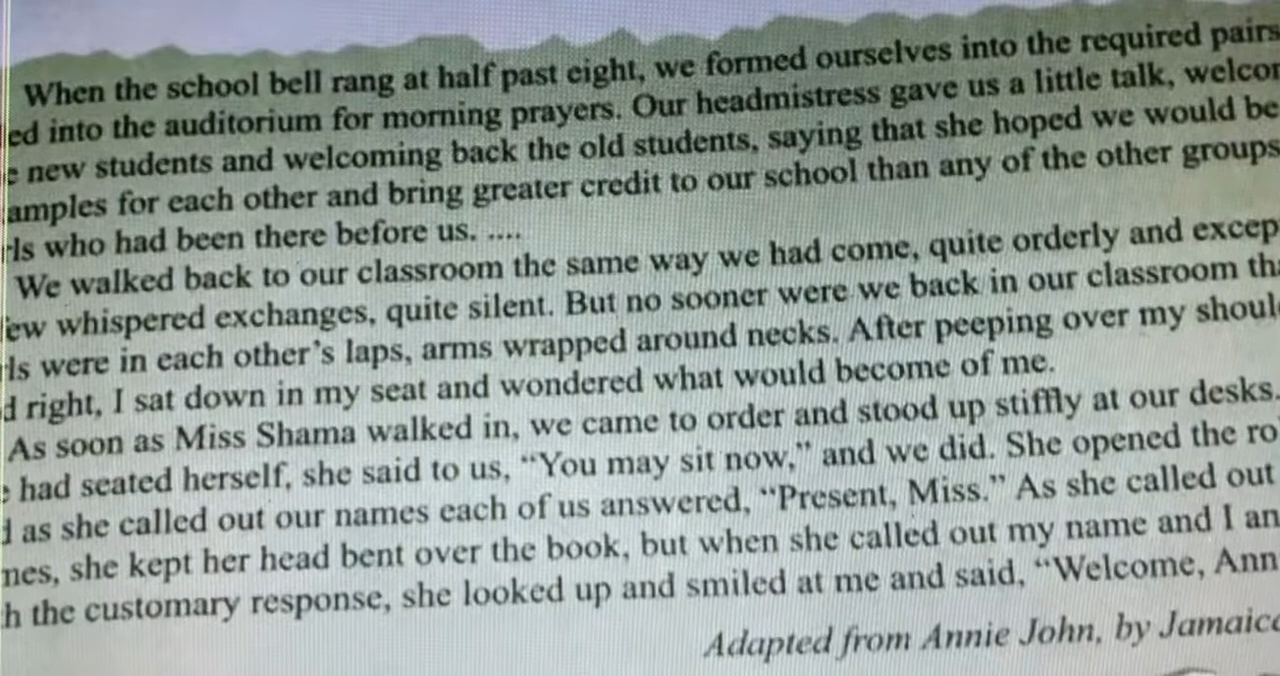 When the school bell rang at half past eight, we formed ourselves into the required pairs
ed into the auditorium for morning prayers. Our headmistress gave us a little talk, welcor
e new students and welcoming back the old students, saying that she hoped we would be
amples for each other and bring greater credit to our school than any of the other groups
rls who had been there before us. ....
We walked back to our classroom the same way we had come, quite orderly and excep
few whispered exchanges, quite silent. But no sooner were we back in our classroom tha
rls were in each other's laps, arms wrapped around necks. After peeping over my should
d right, I sat down in my seat and wondered what would become of me.
As soon as Miss Shama walked in, we came to order and stood up stiffly at our desks.
e had seated herself, she said to us, “You may sit now,” and we did. She opened the ro
d as she called out our names each of us answered, “Present, Miss.” As she called out
nes, she kept her head bent over the book, but when she called out my name and I an
h the customary response, she looked up and smiled at me and said, “Welcome, Ann
Adapted from Annie John, by Jamaica